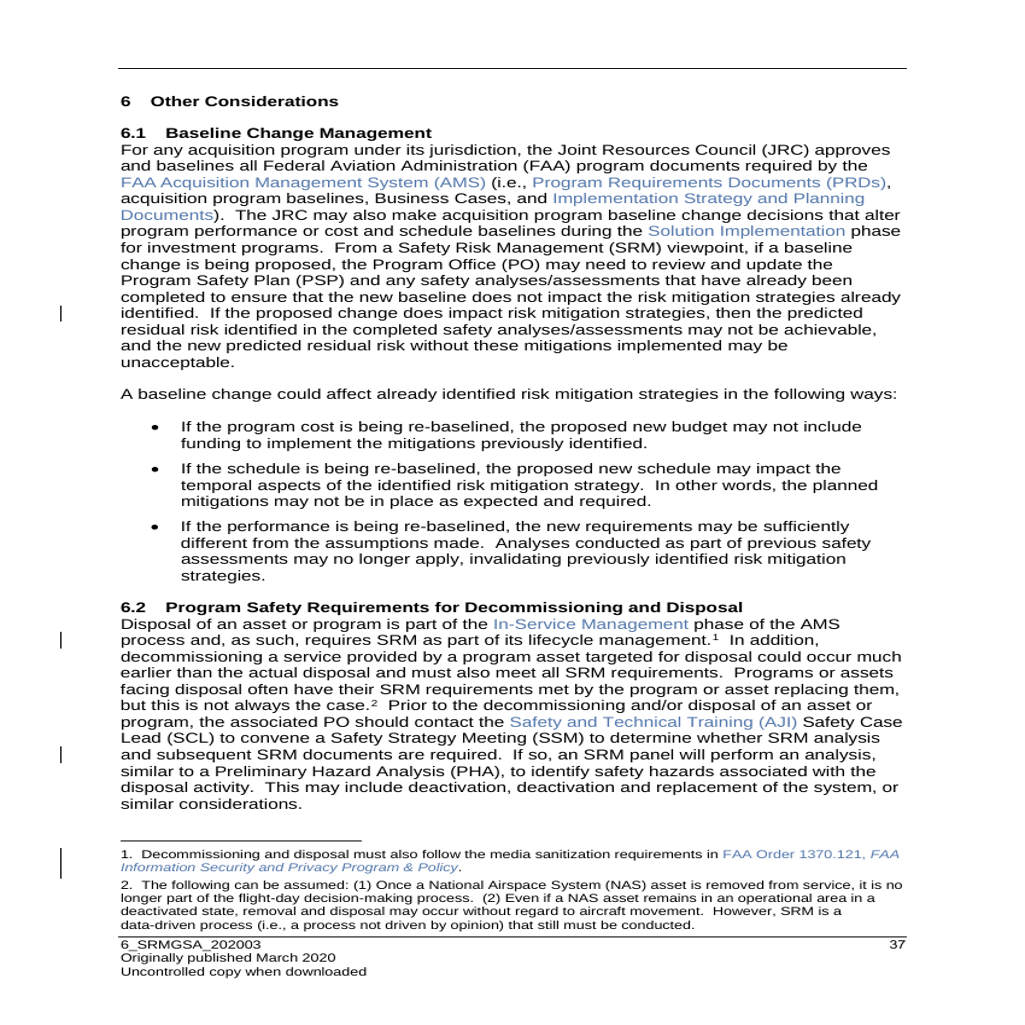 6 Other Considerations
6.1 Baseline Change Management
For any acquisition program under its jurisdiction, the Joint Resources Council (JRC) approves
and baselines all Federal Aviation Administration (FAA) program documents required by the
FAA Acquisition Management System (AMS) (i.e., Program Requirements Documents (PRDs),
acquisition program baselines, Business Cases, and Implementation Strategy and Planning
Documents). The JRC may also make acquisition program baseline change decisions that alter
program performance or cost and schedule baselines during the Solution Implementation phase
for investment programs. From a Safety Risk Management (SRM) viewpoint, if a baseline
change is being proposed, the Program Office (PO) may need to review and update the
Program Safety Plan (PSP) and any safety analyses/assessments that have already been
completed to ensure that the new baseline does not impact the risk mitigation strategies already
identified. If the proposed change does impact risk mitigation strategies, then the predicted
residual risk identified in the completed safety analyses/assessments may not be achievable,
and the new predicted residual risk without these mitigations implemented may be
unacceptable.
A baseline change could affect already identified risk mitigation strategies in the following ways:
• If the program cost is being re-baselined, the proposed new budget may not include
funding to implement the mitigations previously identified.
• If the schedule is being re-baselined, the proposed new schedule may impact the
temporal aspects of the identified risk mitigation strategy. In other words, the planned
mitigations may not be in place as expected and required.
• If the performance is being re-baselined, the new requirements may be sufficiently
different from the assumptions made. Analyses conducted as part of previous safety
assessments may no longer apply, invalidating previously identified risk mitigation
strategies.
6.2 Program Safety Requirements for Decommissioning and Disposal
Disposal of an asset or program is part of the In-Service Management phase of the AMS
process and, as such, requires SRM as part of its lifecycle management.¹ In addition,
decommissioning a service provided by a program asset targeted for disposal could occur much
earlier than the actual disposal and must also meet all SRM requirements. Programs or assets
facing disposal often have their SRM requirements met by the program or asset replacing them,
but this is not always the case.² Prior to the decommissioning and/or disposal of an asset or
program, the associated PO should contact the Safety and Technical Training (AJI) Safety Case
Lead (SCL) to convene a Safety Strategy Meeting (SSM) to determine whether SRM analysis
and subsequent SRM documents are required. If so, an SRM panel will perform an analysis,
similar to a Preliminary Hazard Analysis (PHA), to identify safety hazards associated with the
disposal activity. This may include deactivation, deactivation and replacement of the system, or
similar considerations.
1. Decommissioning and disposal must also follow the media sanitization requirements in FAA Order 1370.121, FAA
Information Security and Privacy Program & Policy.
2. The following can be assumed: (1) Once a National Airspace System (NAS) asset is removed from service, it is no
longer part of the flight-day decision-making process. (2) Even if a NAS asset remains in an operational area in a
deactivated state, removal and disposal may occur without regard to aircraft movement. However, SRM is a
data-driven process (i.e., a process not driven by opinion) that still must be conducted.
6_SRMGSA_202003 37
Originally published March 2020
Uncontrolled copy when downloaded